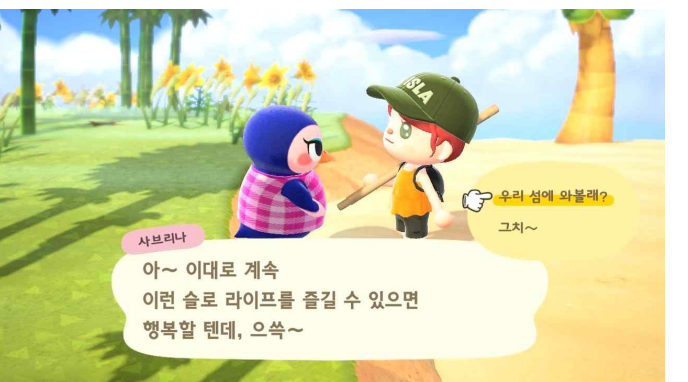 ISLA
우리 섬에 와볼래?
그치~
사브리나
아~ 이대로 계속
이런 슬로 라이프를 즐길 수 있으면
행복할 텐데, 으쓱~